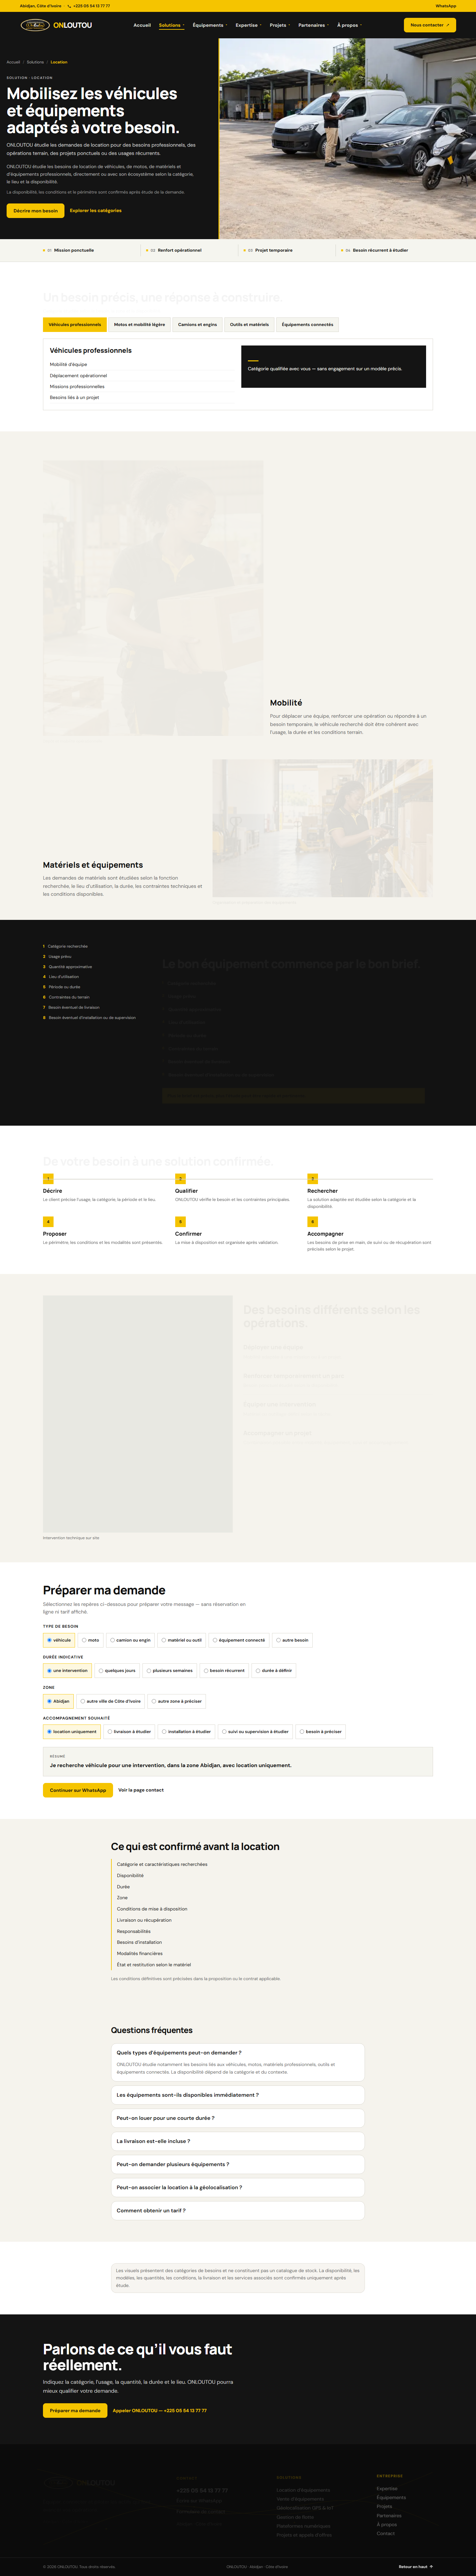 Abidjan, Côte d'Ivoire
+225 05 54 13 77 77
WhatsApp
ONLOUTOU
Accueil
Solutions
Équipements
Expertise
Projets
Partenaires
À propos
Nous contacter ↗
Accueil / Solutions / Location
SOLUTION · LOCATION
Mobilisez les véhicules
et équipements
adaptés à votre besoin.
ONLOUTOU étudie les demandes de location pour des besoins professionnels, des
opérations terrain, des projets ponctuels ou des usages récurrents.
ONLOUTOU étudie les besoins de location de véhicules, de motos, de matériels et
d'équipements professionnels, directement ou avec son écosystème selon la catégorie,
le lieu et la disponibilité.
La disponibilité, les conditions et le périmètre sont confirmés après étude de la demande.
Décrire mon besoin
Explorer les catégories
01 Mission ponctuelle
02 Renfort opérationnel
03 Projet temporaire
04 Besoin récurrent à étudier
Un besoin précis, une réponse à construire.
Véhicules professionnels
Motos et mobilité légère
Camions et engins
Outils et matériels
Équipements connectés
Véhicules professionnels
Mobilité d'équipe
Déplacement opérationnel
Missions professionnelles
Besoins liés à un projet
Catégorie qualifiée avec vous — sans engagement sur un modèle précis.
Mobilité
Pour déplacer une équipe, renforcer une opération ou répondre à un
besoin temporaire, le véhicule recherché doit être cohérent avec
l'usage, la durée et les conditions terrain.
Matériels et équipements
Les demandes de matériels sont étudiées selon la fonction
recherchée, le lieu d'utilisation, la durée, les contraintes techniques et
les conditions disponibles.
1 Catégorie recherchée
2 Usage prévu
3 Quantité approximative
4 Lieu d'utilisation
5 Période ou durée
6 Contraintes du terrain
7 Besoin éventuel de livraison
8 Besoin éventuel d'installation ou de supervision
Le bon équipement commence par le bon brief.
De votre besoin à une solution confirmée.
1
Décrire
Le client précise l'usage, la catégorie, la période et le lieu.
2
Qualifier
ONLOUTOU vérifie le besoin et les contraintes principales.
3
Rechercher
La solution adaptée est étudiée selon la catégorie et la
disponibilité.
4
Proposer
Le périmètre, les conditions et les modalités sont présentés.
5
Confirmer
La mise à disposition est organisée après validation.
6
Accompagner
Les besoins de prise en main, de suivi ou de récupération sont
précisés selon le projet.
Des besoins différents selon les
opérations.
Intervention technique sur site.
Préparer ma demande
Sélectionnez les repères ci-dessous pour préparer votre message — sans réservation en
ligne ni tarif affiché.
TYPE DE BESOIN
véhicule
moto
camion ou engin
matériel ou outil
équipement connecté
autre besoin
DURÉE INDICATIVE
une intervention
quelques jours
plusieurs semaines
besoin récurrent
durée à définir
ZONE
Abidjan
autre ville de Côte d'Ivoire
autre zone à préciser
ACCOMPAGNEMENT SOUHAITÉ
location uniquement
livraison à étudier
installation à étudier
suivi ou supervision à étudier
besoin à préciser
RÉSUMÉ
Je recherche véhicule pour une intervention, dans la zone Abidjan, avec location uniquement.
Continuer sur WhatsApp
Voir la page contact
Ce qui est confirmé avant la location
Catégorie et caractéristiques recherchées
Disponibilité
Durée
Zone
Conditions de mise à disposition
Livraison ou récupération
Responsabilités
Besoins d'installation
Modalités financières
État et restitution selon le matériel
Les conditions définitives sont précisées dans la proposition ou le contrat applicable.
Questions fréquentes
Quels types d'équipements peut-on demander ?
ONLOUTOU étudie notamment les besoins liés aux véhicules, motos, matériels professionnels, outils et
équipements connectés. La disponibilité dépend de la catégorie et du contexte.
Les équipements sont-ils disponibles immédiatement ?
Peut-on louer pour une courte durée ?
La livraison est-elle incluse ?
Peut-on demander plusieurs équipements ?
Peut-on associer la location à la géolocalisation ?
Comment obtenir un tarif ?
Les visuels présentent des catégories de besoins et ne constituent pas un catalogue de stock. La disponibilité, les
modèles, les quantités, les conditions, la livraison et les services associés sont confirmés uniquement après
étude.
Parlons de ce qu'il vous faut
réellement.
Indiquez la catégorie, l'usage, la quantité, la durée et le lieu. ONLOUTOU pourra
mieux qualifier votre demande.
Préparer ma demande
Appeler ONLOUTOU — +225 05 54 13 77 77
ENTREPRISE
Expertise
Équipements
Projets
Partenaires
À propos
Contact
© 2026 ONLOUTOU. Tous droits réservés.
ONLOUTOU · Abidjan · Côte d'Ivoire
Retour en haut ↑